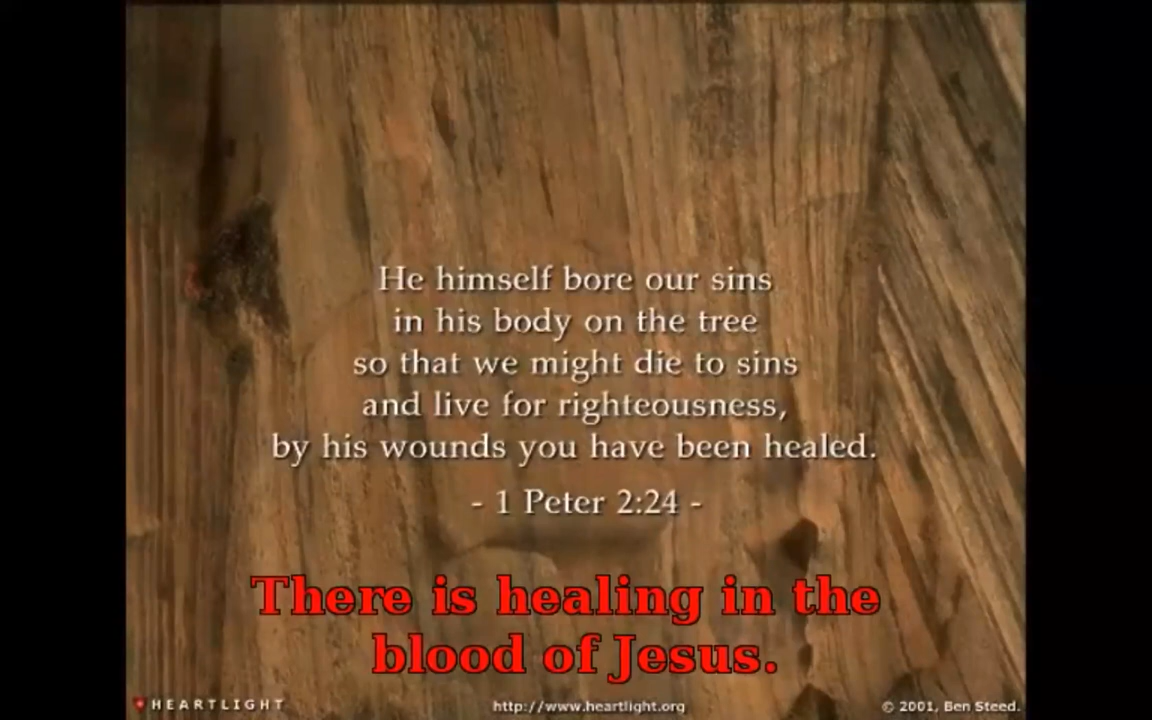 He himself bore our sins
in his body on the tree
so that we might die to sins
and live for righteousness,
by his wounds you have been healed.
- 1 Peter 2:24 -
There is healing in the
blood of Jesus.
HEARTLIGHT
http://www.heartlight.org
© 2001, Ben Steed.